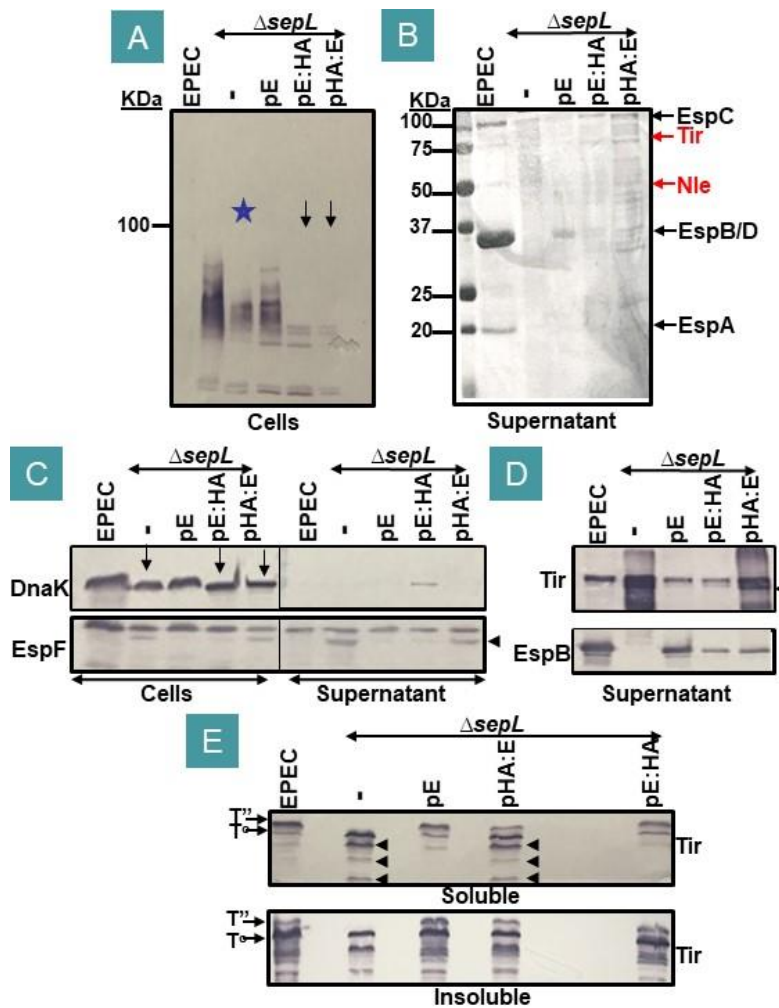 A
ΔsepL
EPEC
-
pE
pE:HA
pHA:E
KDa
100
Cells
B
ΔsepL
EPEC
-
pE
pE:HA
pHA:E
KDa
100
75
50
37
25
20
EspC
Tir
Nle
EspB/D
EspA
Supernatant
C
ΔsepL
ΔsepL
EPEC
-
pE
pE:HA
pHA:E
EPEC
-
pE
pE:HA
pHA:E
DnaK
EspF
Cells
Supernatant
D
ΔsepL
EPEC
-
pE
pE:HA
pHA:E
Tir
EspB
Supernatant
E
ΔsepL
EPEC
-
pE
pHA:E
pE:HA
T”
T°
Tir
Soluble
T”
T°
Tir
Insoluble